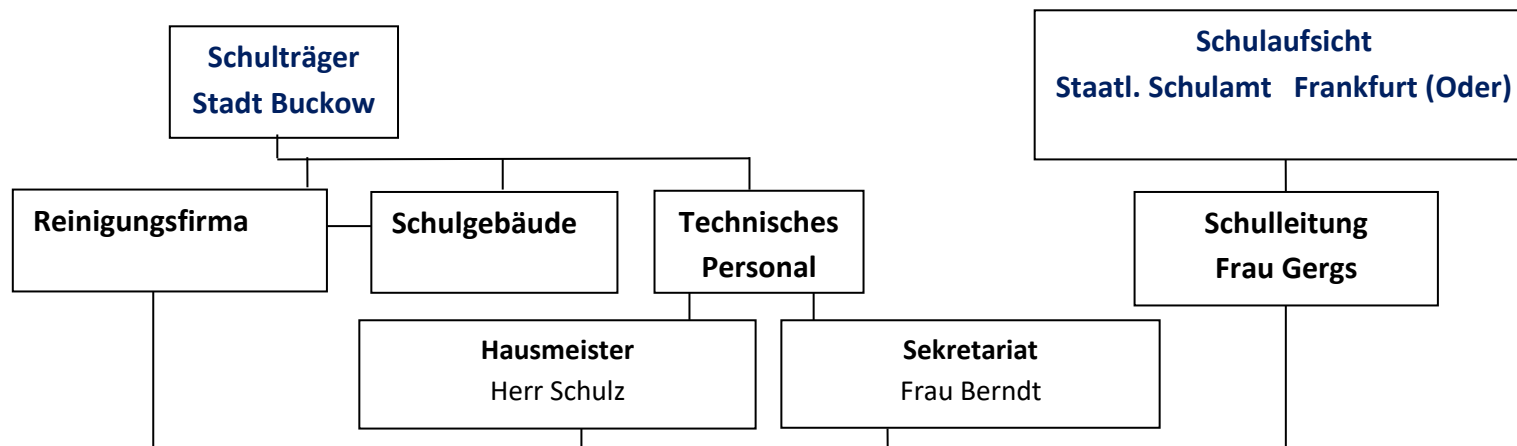 Schulträger
Stadt Buckow
Schulaufsicht
Staatl. Schulamt Frankfurt (Oder)
Reinigungsfirma
Schulgebäude
Technisches
Personal
Schulleitung
Frau Gergs
Hausmeister
Herr Schulz
Sekretariat
Frau Berndt